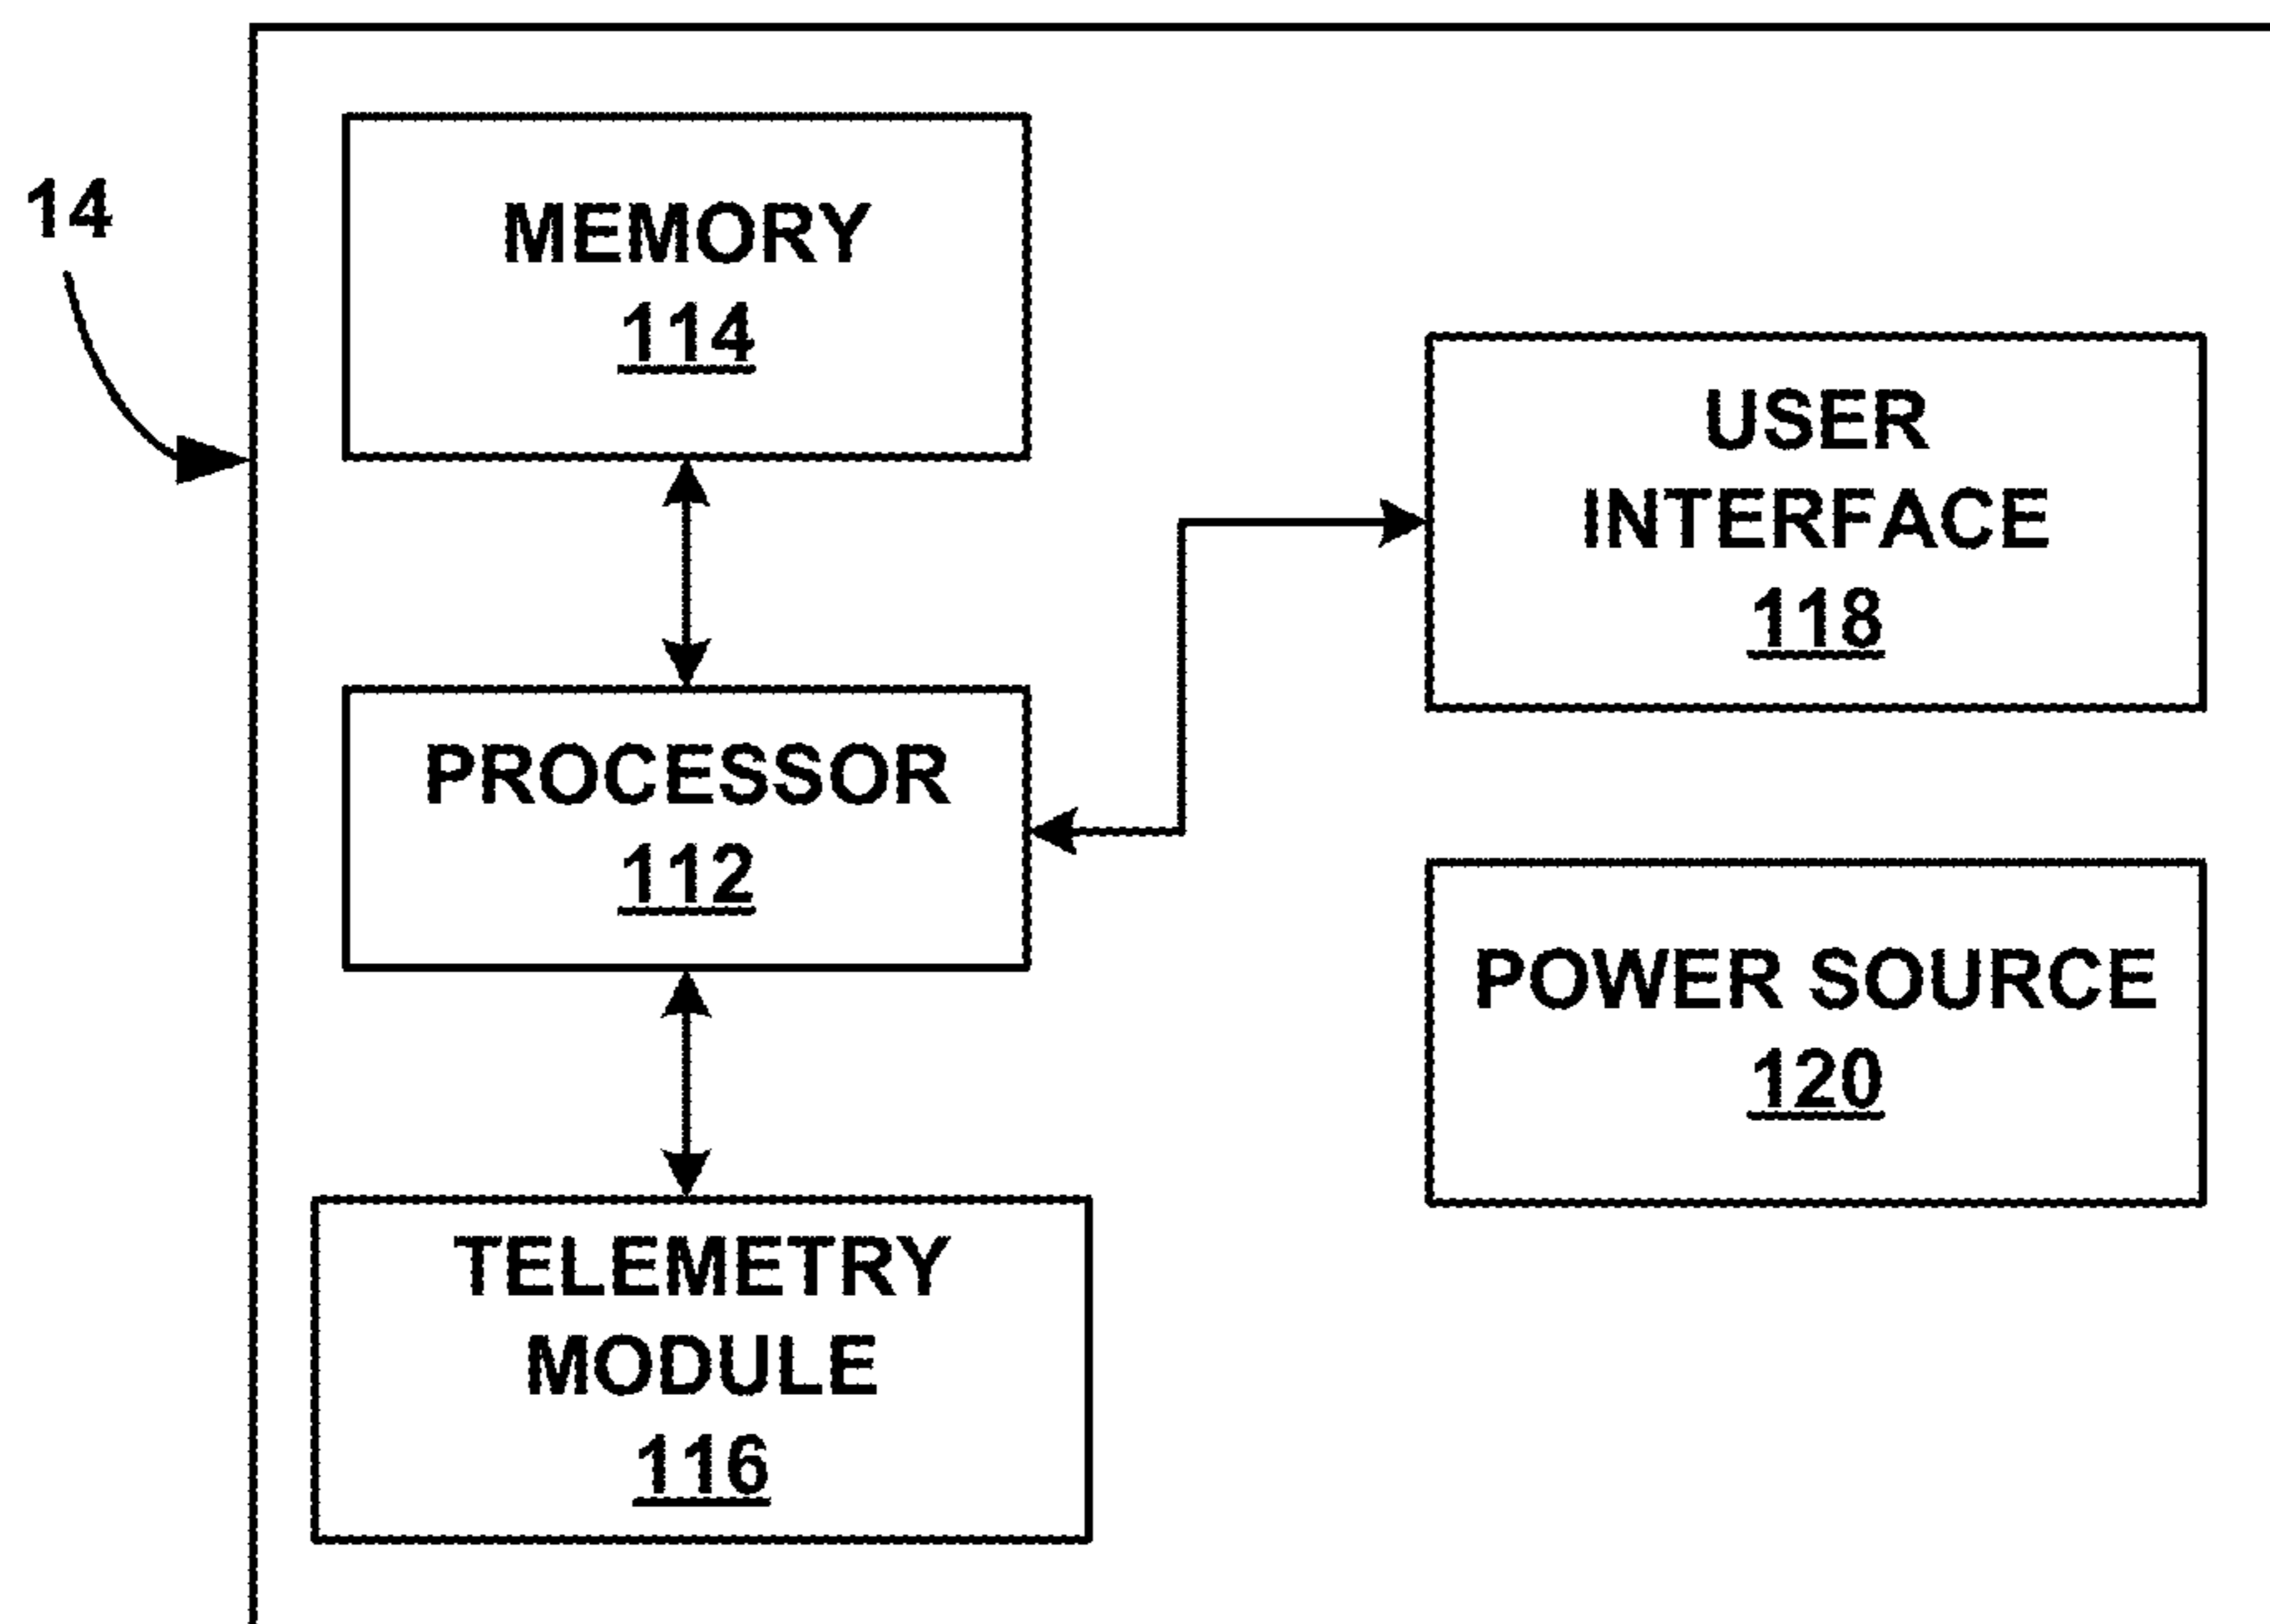 14
MEMORY
114
USER
INTERFACE
118
PROCESSOR
112
POWER SOURCE
120
TELEMETRY
MODULE
116